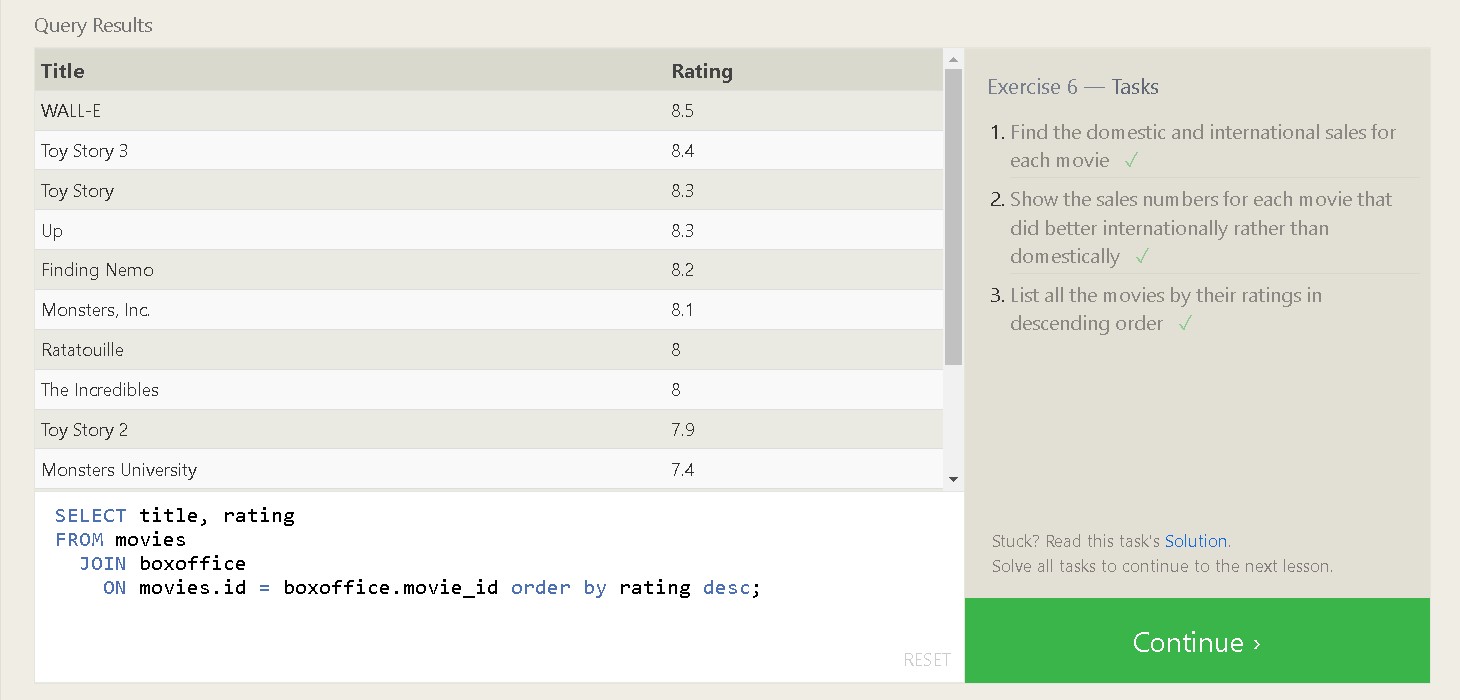 Query Results
Title Rating
WALL-E 8.5
Toy Story 3 8.4
Toy Story 8.3
Up 8.3
Finding Nemo 8.2
Monsters, Inc. 8.1
Ratatouille 8
The Incredibles 8
Toy Story 2 7.9
Monsters University 7.4
SELECT title, rating
FROM movies
JOIN boxoffice
ON movies.id = boxoffice.movie_id order by rating desc;
RESET
Exercise 6 — Tasks
1. Find the domestic and international sales for
each movie ✓
2. Show the sales numbers for each movie that
did better internationally rather than
domestically ✓
3. List all the movies by their ratings in
descending order ✓
Stuck? Read this task's Solution.
Solve all tasks to continue to the next lesson.
Continue ›